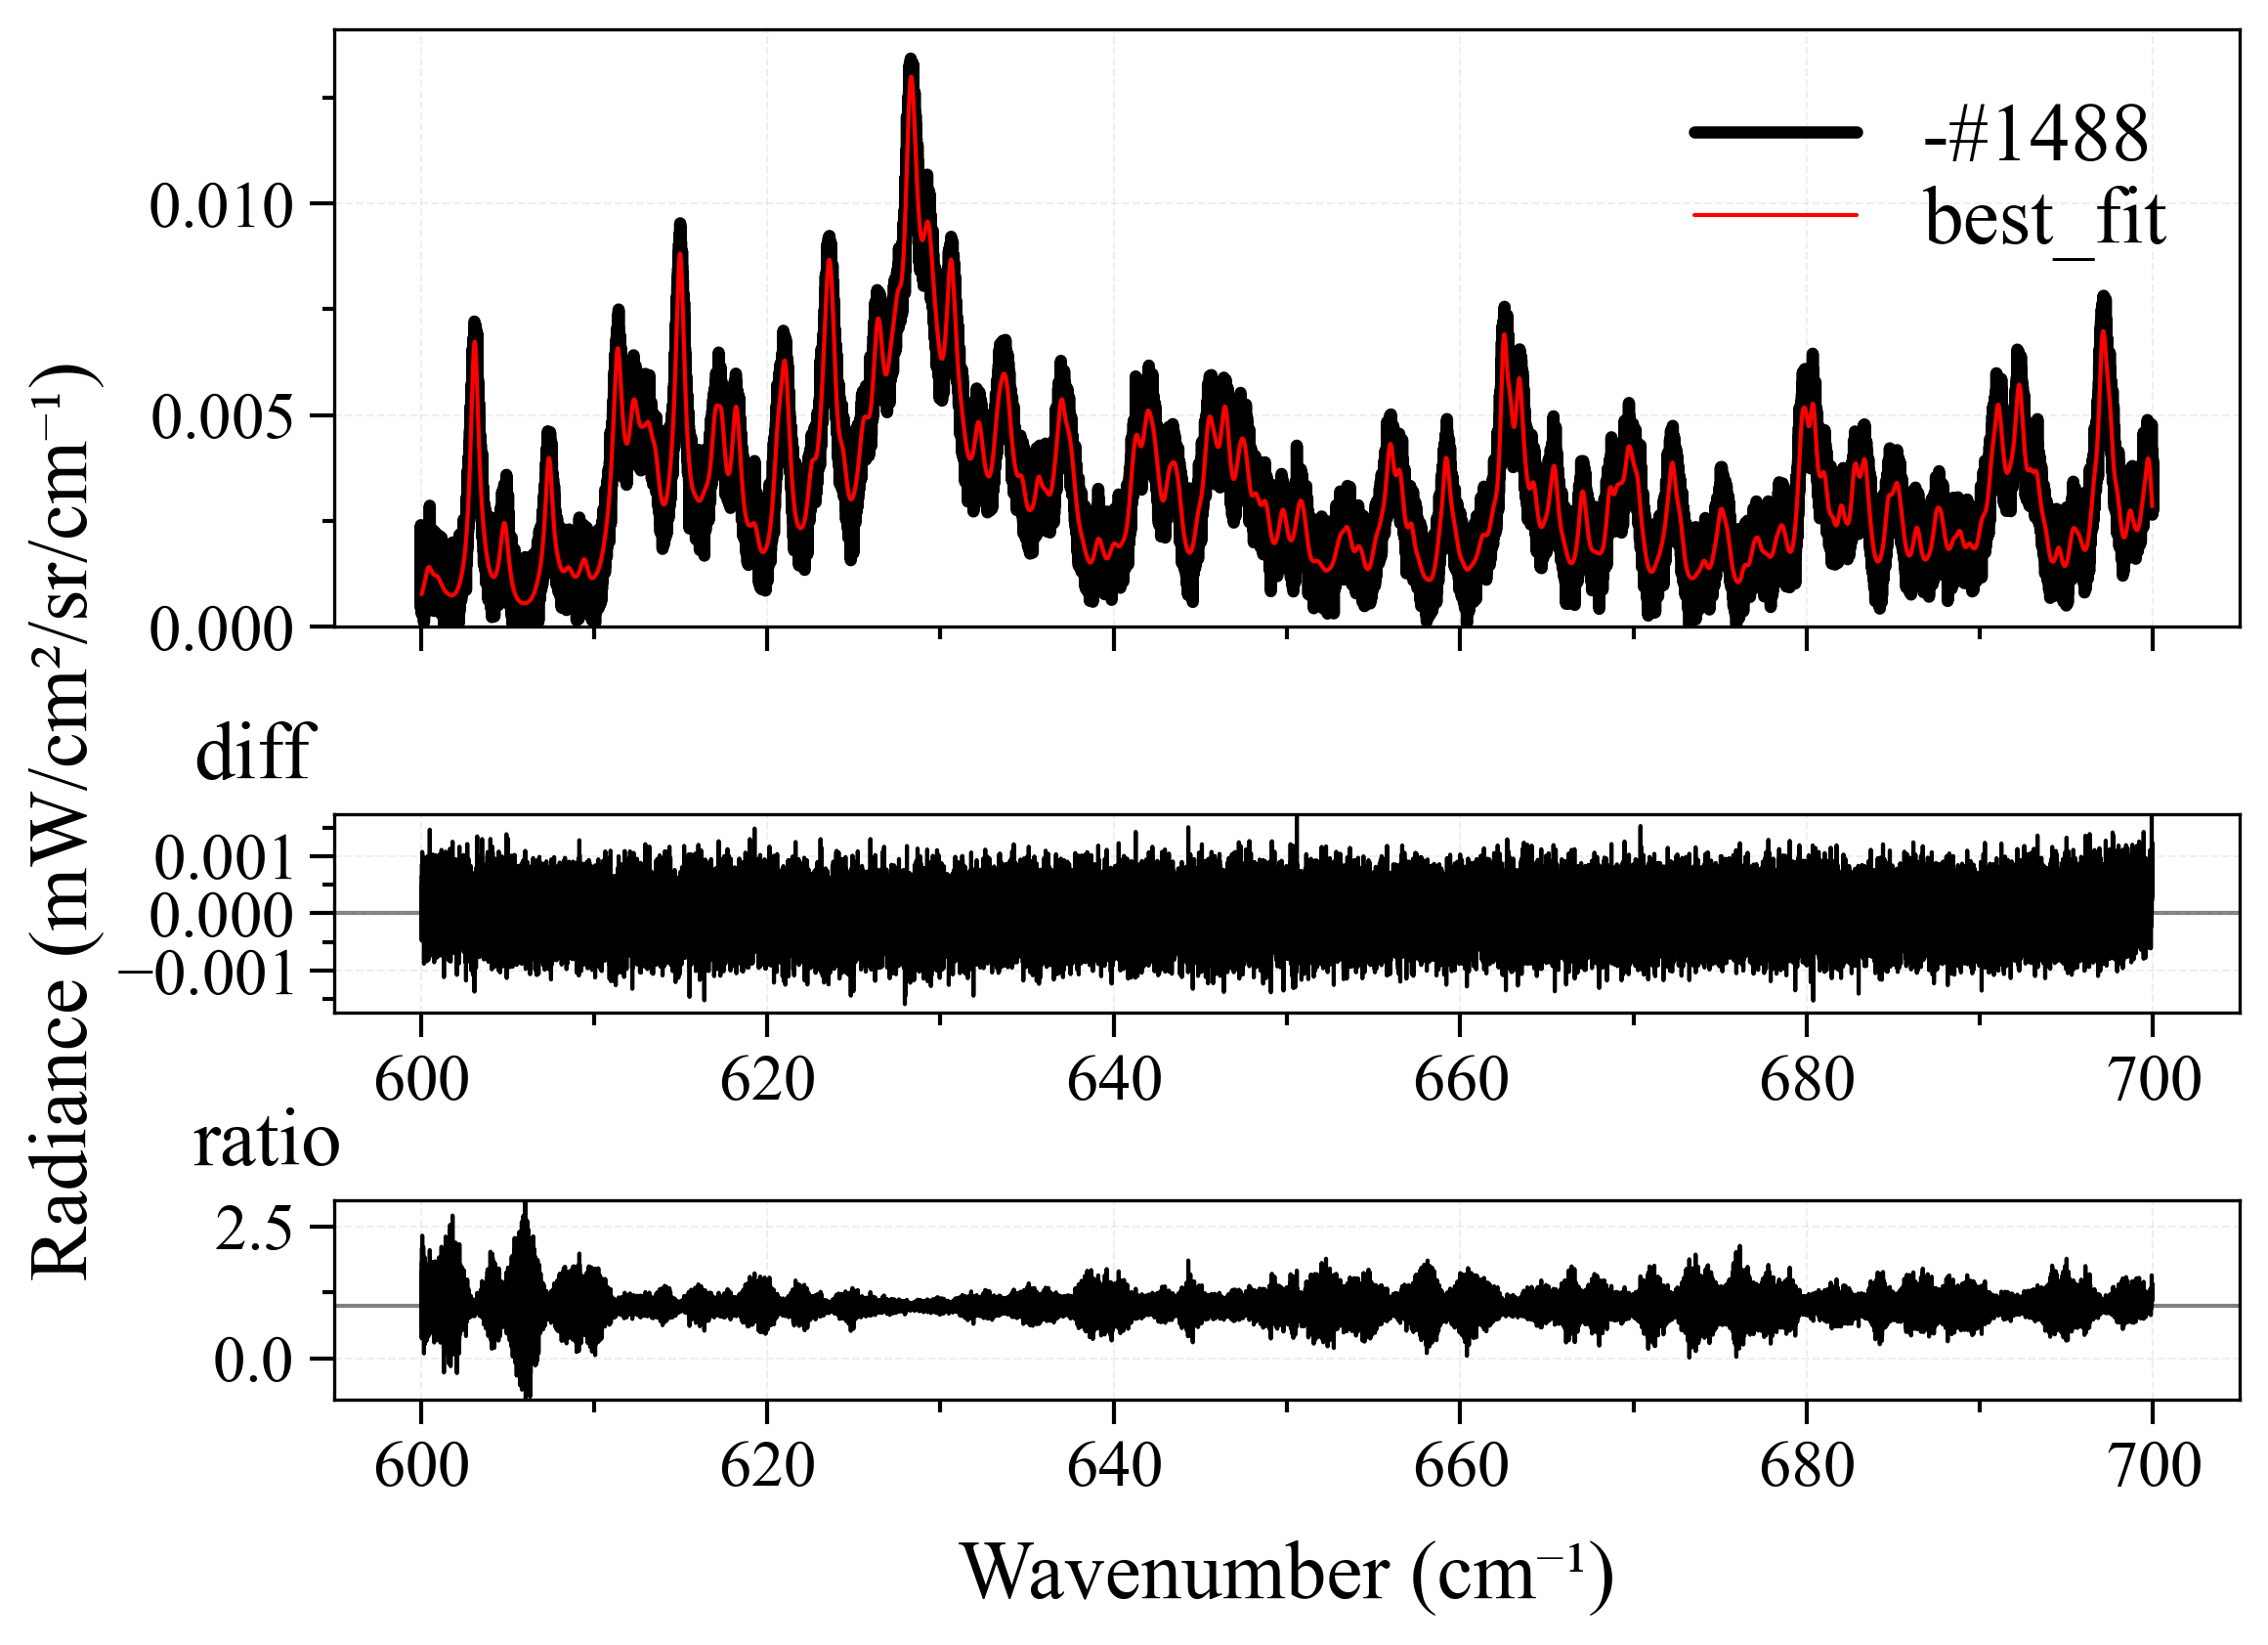 Radiance (mW/cm²/sr/cm⁻¹)
-#1488
best_fit
0.010
0.005
0.000
diff
0.001
0.000
−0.001
600 620 640 660 680 700
ratio
2.5
0.0
600 620 640 660 680 700
Wavenumber (cm⁻¹)